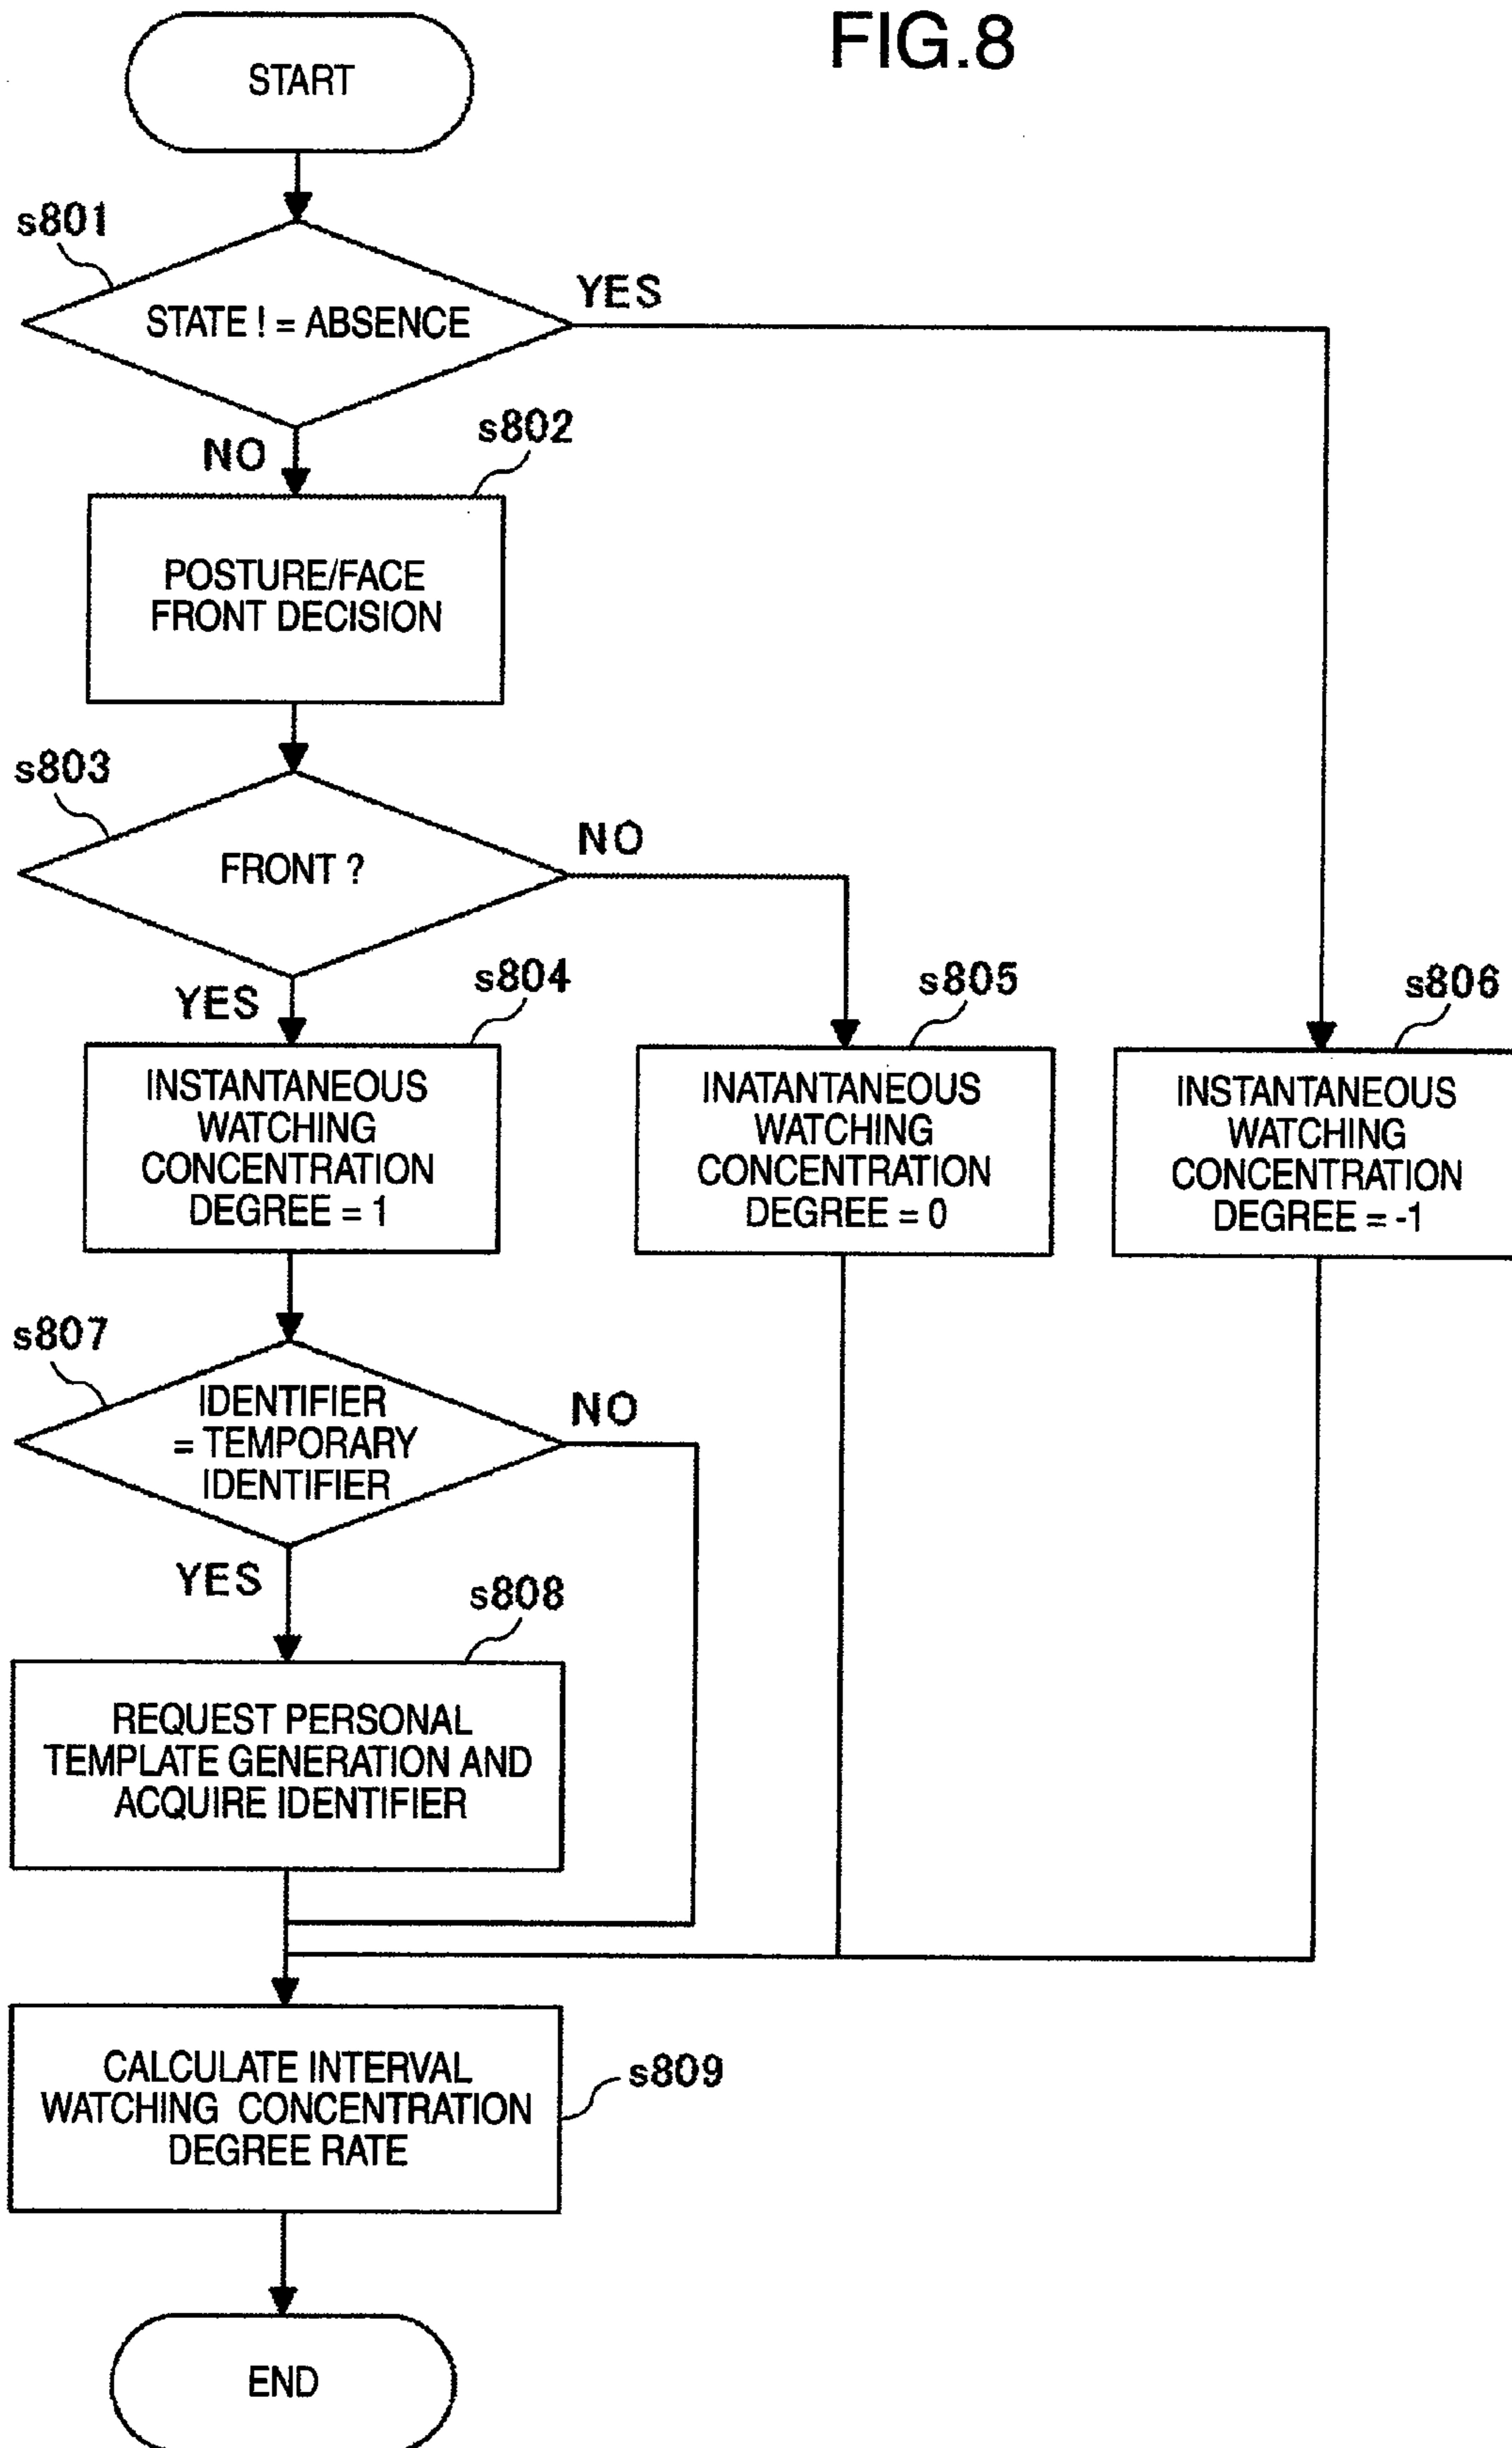 FIG.8
START
s801
STATE ! = ABSENCE
YES
NO
s802
POSTURE/FACE
FRONT DECISION
s803
FRONT ?
NO
YES
s804
INSTANTANEOUS
WATCHING
CONCENTRATION
DEGREE = 1
s805
INATANTANEOUS
WATCHING
CONCENTRATION
DEGREE = 0
s806
INSTANTANEOUS
WATCHING
CONCENTRATION
DEGREE = -1
s807
IDENTIFIER
= TEMPORARY
IDENTIFIER
NO
YES
s808
REQUEST PERSONAL
TEMPLATE GENERATION AND
ACQUIRE IDENTIFIER
CALCULATE INTERVAL
WATCHING CONCENTRATION
DEGREE RATE
s809
END